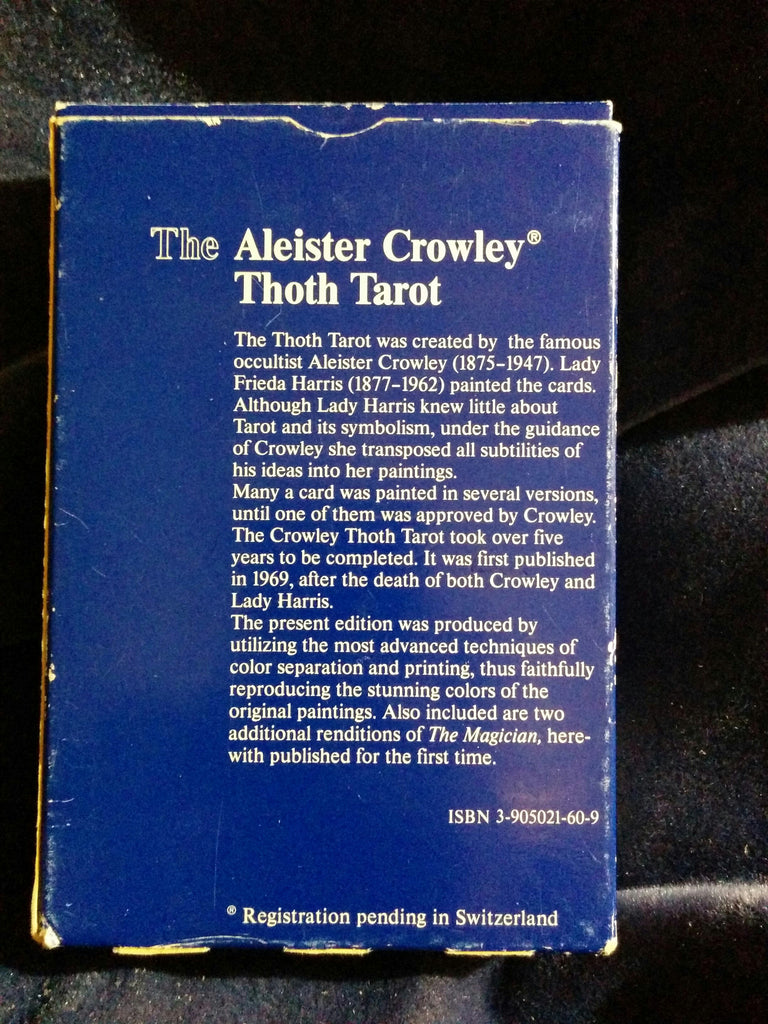 The Aleister Crowley®
Thoth Tarot
The Thoth Tarot was created by the famous
occultist Aleister Crowley (1875–1947). Lady
Frieda Harris (1877–1962) painted the cards.
Although Lady Harris knew little about
Tarot and its symbolism, under the guidance
of Crowley she transposed all subtilities of
his ideas into her paintings.
Many a card was painted in several versions,
until one of them was approved by Crowley.
The Crowley Thoth Tarot took over five
years to be completed. It was first published
in 1969, after the death of both Crowley and
Lady Harris.
The present edition was produced by
utilizing the most advanced techniques of
color separation and printing, thus faithfully
reproducing the stunning colors of the
original paintings. Also included are two
additional renditions of The Magician, here-
with published for the first time.
ISBN 3-905021-60-9
® Registration pending in Switzerland